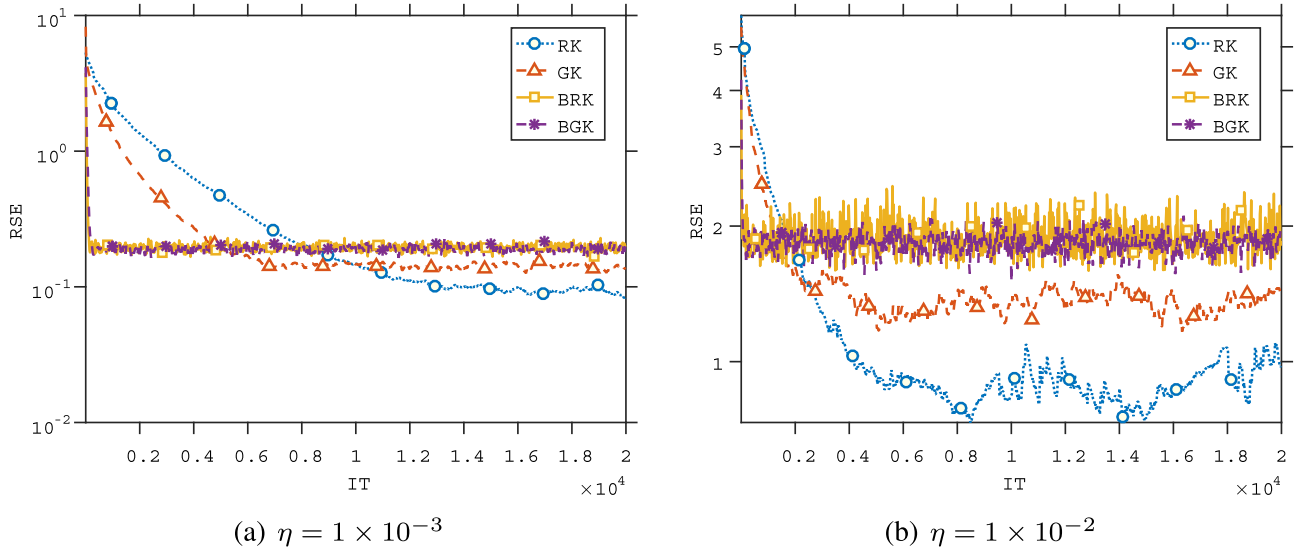 10^1
10^0
10^{-1}
10^{-2}
RSE
RK
GK
BRK
BGK
0.2 0.4 0.6 0.8 1 1.2 1.4 1.6 1.8 2
IT
×10^4
(a) η = 1 × 10^{-3}
5
4
3
2
1
RSE
RK
GK
BRK
BGK
0.2 0.4 0.6 0.8 1 1.2 1.4 1.6 1.8 2
IT
×10^4
(b) η = 1 × 10^{-2}